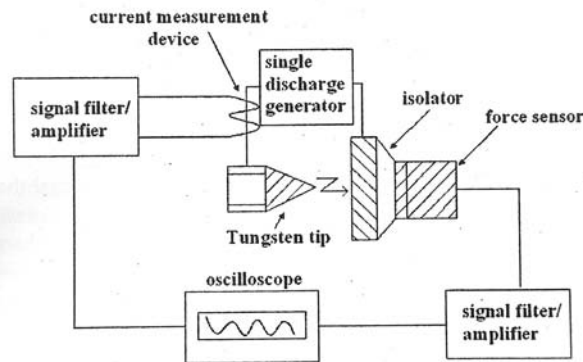 current measurement
device
single
discharge
generator
signal filter/
amplifier
isolator
force sensor
Tungsten tip
oscilloscope
signal filter/
amplifier